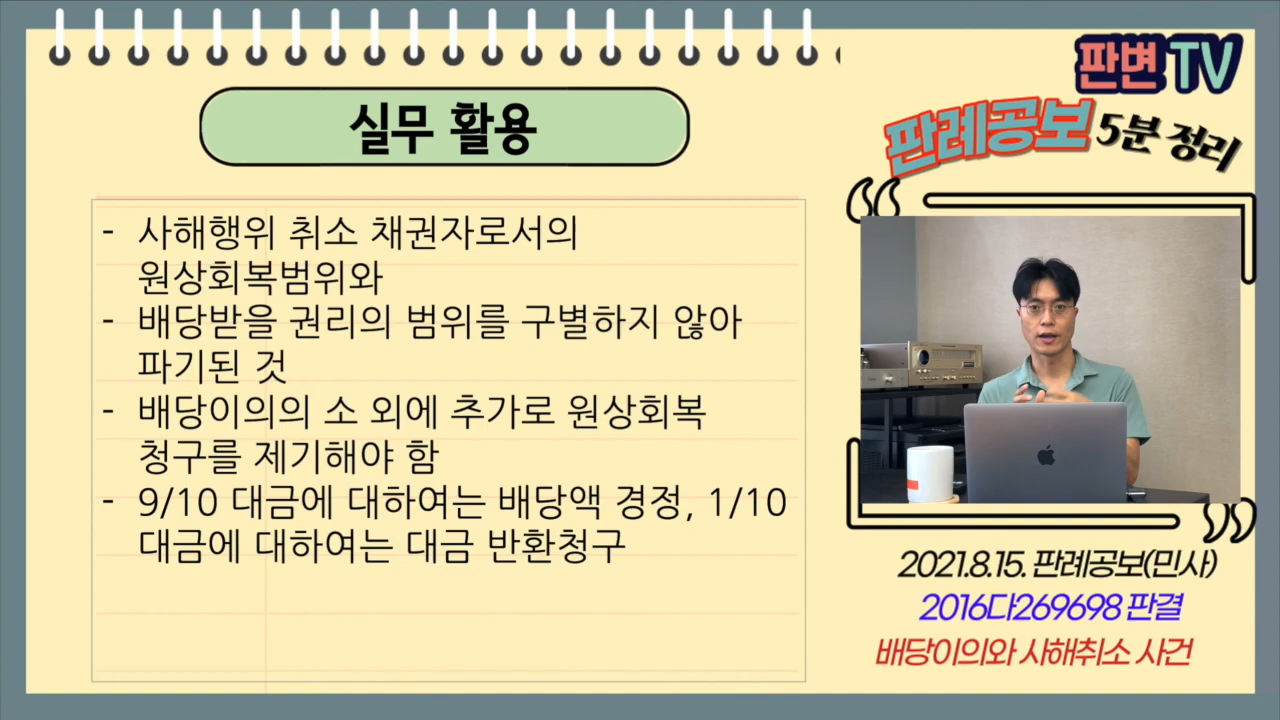 판변 TV
판례공보 5분 정리
실무 활용
- 사해행위 취소 채권자로서의
원상회복범위와
- 배당받을 권리의 범위를 구별하지 않아
파기된 것
- 배당이의의 소 외에 추가로 원상회복
청구를 제기해야 함
- 9/10 대금에 대하여는 배당액 경정, 1/10
대금에 대하여는 대금 반환청구
2021.8.15. 판례공보(민사)
2016다269698 판결
배당이의와 사해취소 사건